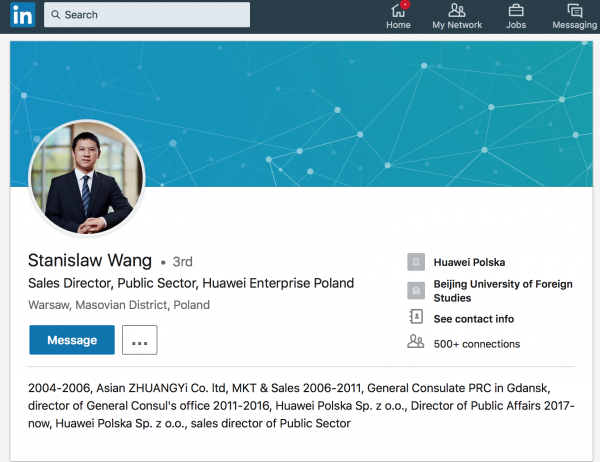 in
Search
Home
My Network
Jobs
Messaging
Stanislaw Wang • 3rd
Sales Director, Public Sector, Huawei Enterprise Poland
Warsaw, Masovian District, Poland
Message
...
Huawei Polska
Beijing University of Foreign
Studies
See contact info
500+ connections
2004-2006, Asian ZHUANGYi Co. ltd, MKT & Sales 2006-2011, General Consulate PRC in Gdansk,
director of General Consul's office 2011-2016, Huawei Polska Sp. z o.o., Director of Public Affairs 2017-
now, Huawei Polska Sp. z o.o., sales director of Public Sector